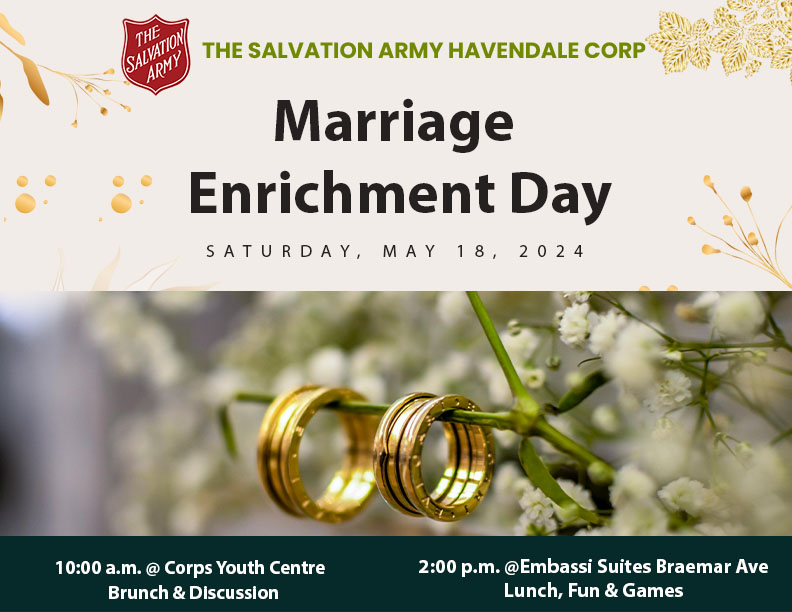 THE
SALVATION
ARMY
THE SALVATION ARMY HAVENDALE CORP
Marriage
Enrichment Day
SATURDAY, MAY 18, 2024
10:00 a.m. @ Corps Youth Centre
Brunch & Discussion
2:00 p.m. @Embassi Suites Braemar Ave
Lunch, Fun & Games